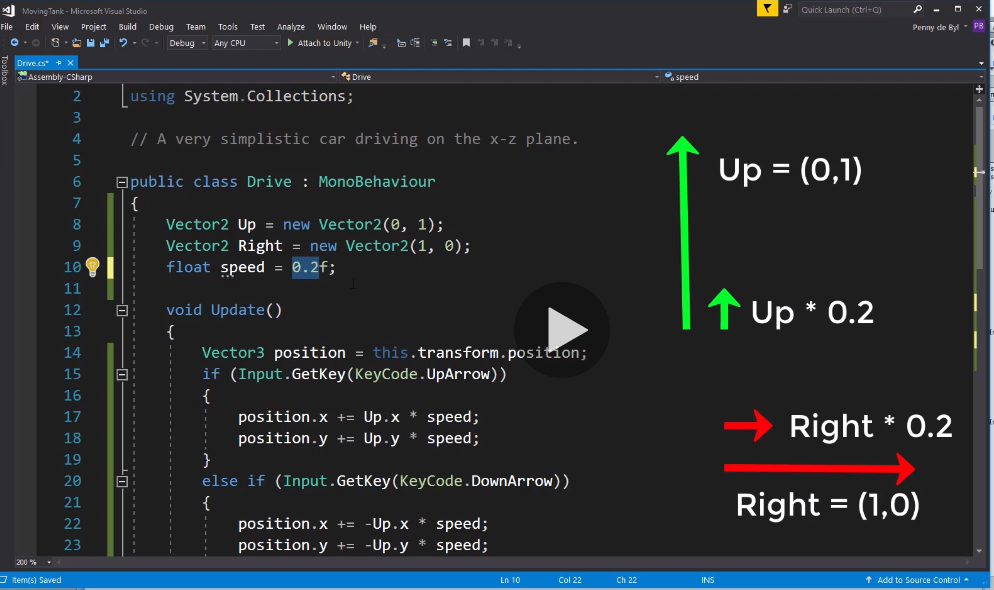 MovingTank - Microsoft Visual Studio
Quick Launch (Ctrl+Q)
File Edit View Project Build Debug Team Tools Test Analyze Window Help
Penny de Byl PB
Debug Any CPU Attach to Unity
Toolbox
Drive.cs*
Assembly-CSharp Drive speed
2 using System.Collections;
3
4 // A very simplistic car driving on the x-z plane.
5
6 public class Drive : MonoBehaviour
7 {
8 Vector2 Up = new Vector2(0, 1);
9 Vector2 Right = new Vector2(1, 0);
10 float speed = 0.2f;
11
12 void Update()
13 {
14 Vector3 position = this.transform.position;
15 if (Input.GetKey(KeyCode.UpArrow))
16 {
17 position.x += Up.x * speed;
18 position.y += Up.y * speed;
19 }
20 else if (Input.GetKey(KeyCode.DownArrow))
21 {
22 position.x += -Up.x * speed;
23 position.y += -Up.y * speed;
Up = (0,1)
Up * 0.2
Right * 0.2
Right = (1,0)
200 %
Item(s) Saved Ln 10 Col 22 Ch 22 INS Add to Source Control